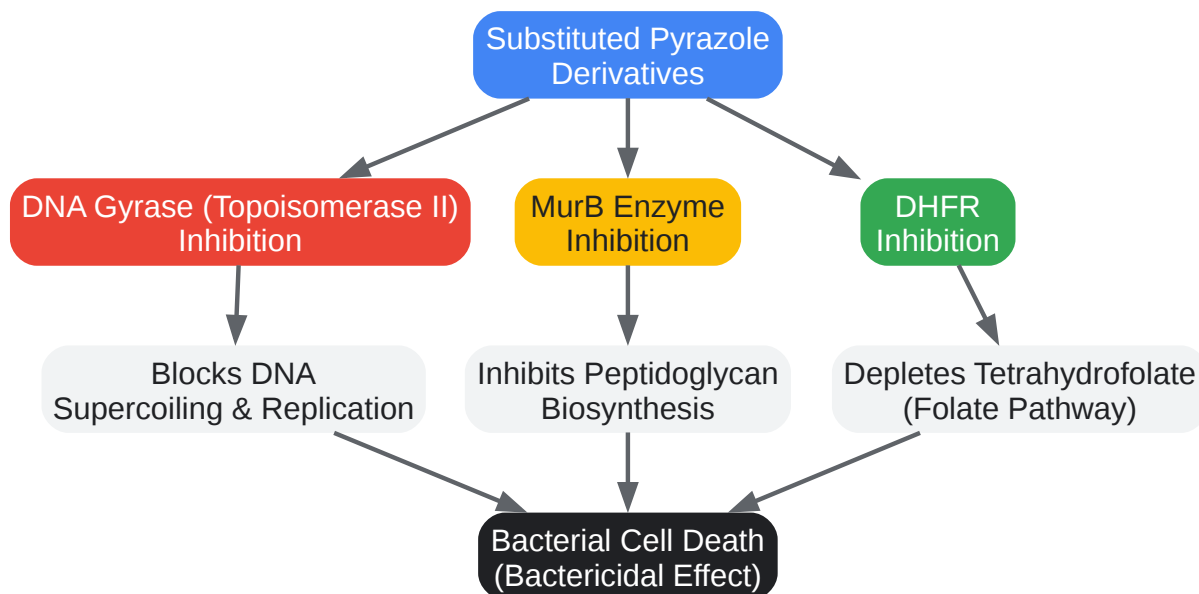 Substituted Pyrazole
Derivatives
DNA Gyrase (Topoisomerase II)
Inhibition
MurB Enzyme
Inhibition
DHFR
Inhibition
Blocks DNA
Supercoiling & Replication
Inhibits Peptidoglycan
Biosynthesis
Depletes Tetrahydrofolate
(Folate Pathway)
Bacterial Cell Death
(Bactericidal Effect)